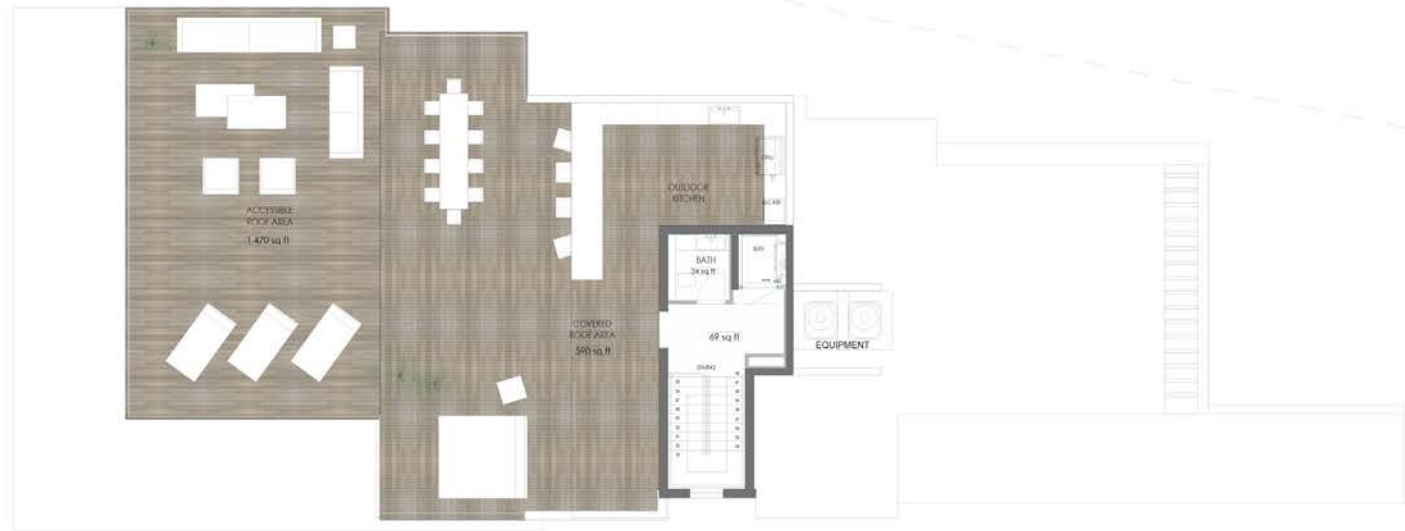 ACCESSIBLE
ROOF AREA
1 470 sq ft
OUTDOOR
KITCHEN
BATH
34 sq ft
ELEV
COVERED
ROOF AREA
590 sq ft
69 sq ft
EQUIPMENT